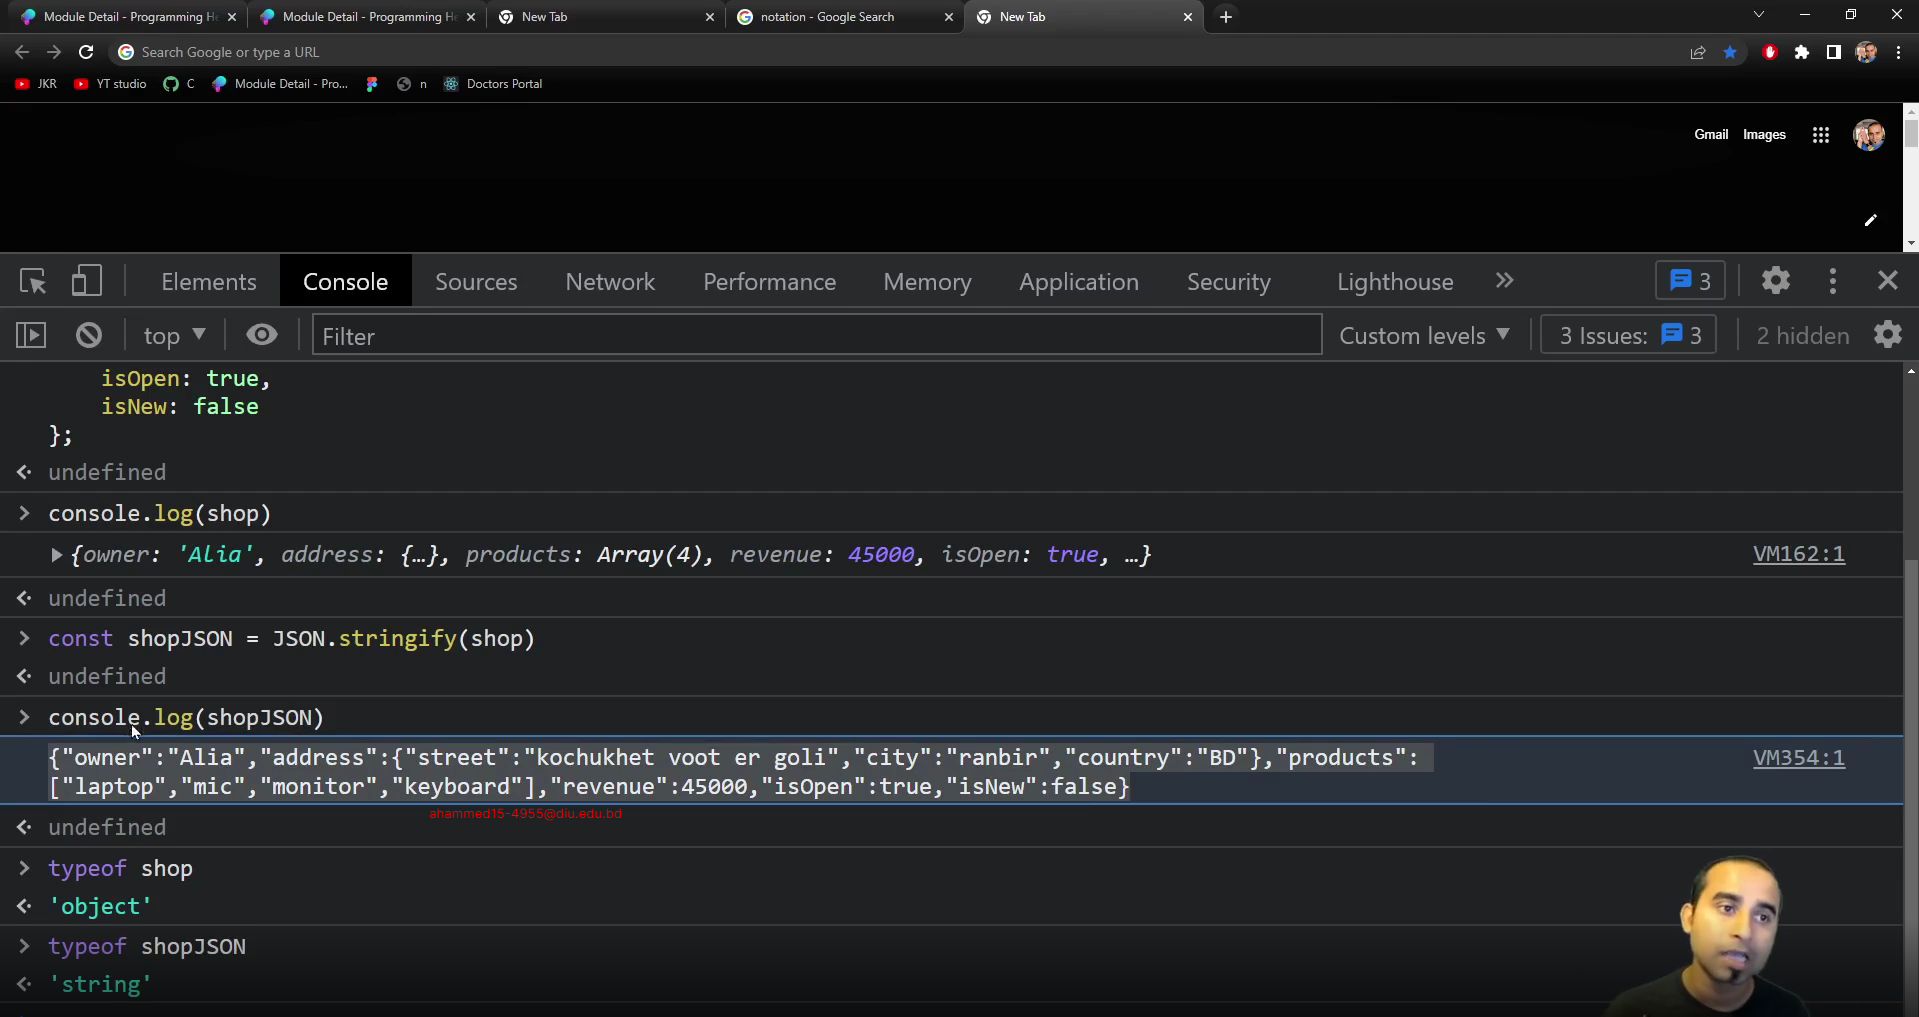 Module Detail - Programming He
Module Detail - Programming He
New Tab
notation - Google Search
New Tab
Search Google or type a URL
JKR
YT studio
C
Module Detail - Pro...
n
Doctors Portal
Gmail Images
Elements Console Sources Network Performance Memory Application Security Lighthouse 3
top Filter Custom levels 3 Issues: 3 2 hidden
isOpen: true,
isNew: false
};
undefined
console.log(shop)
{owner: 'Alia', address: {…}, products: Array(4), revenue: 45000, isOpen: true, …} VM162:1
undefined
const shopJSON = JSON.stringify(shop)
undefined
console.log(shopJSON)
{"owner":"Alia","address":{"street":"kochukhet voot er goli","city":"ranbir","country":"BD"},"products": VM354:1
["laptop","mic","monitor","keyboard"],"revenue":45000,"isOpen":true,"isNew":false}
ahammed15-4955@diu.edu.bd
undefined
typeof shop
'object'
typeof shopJSON
'string'